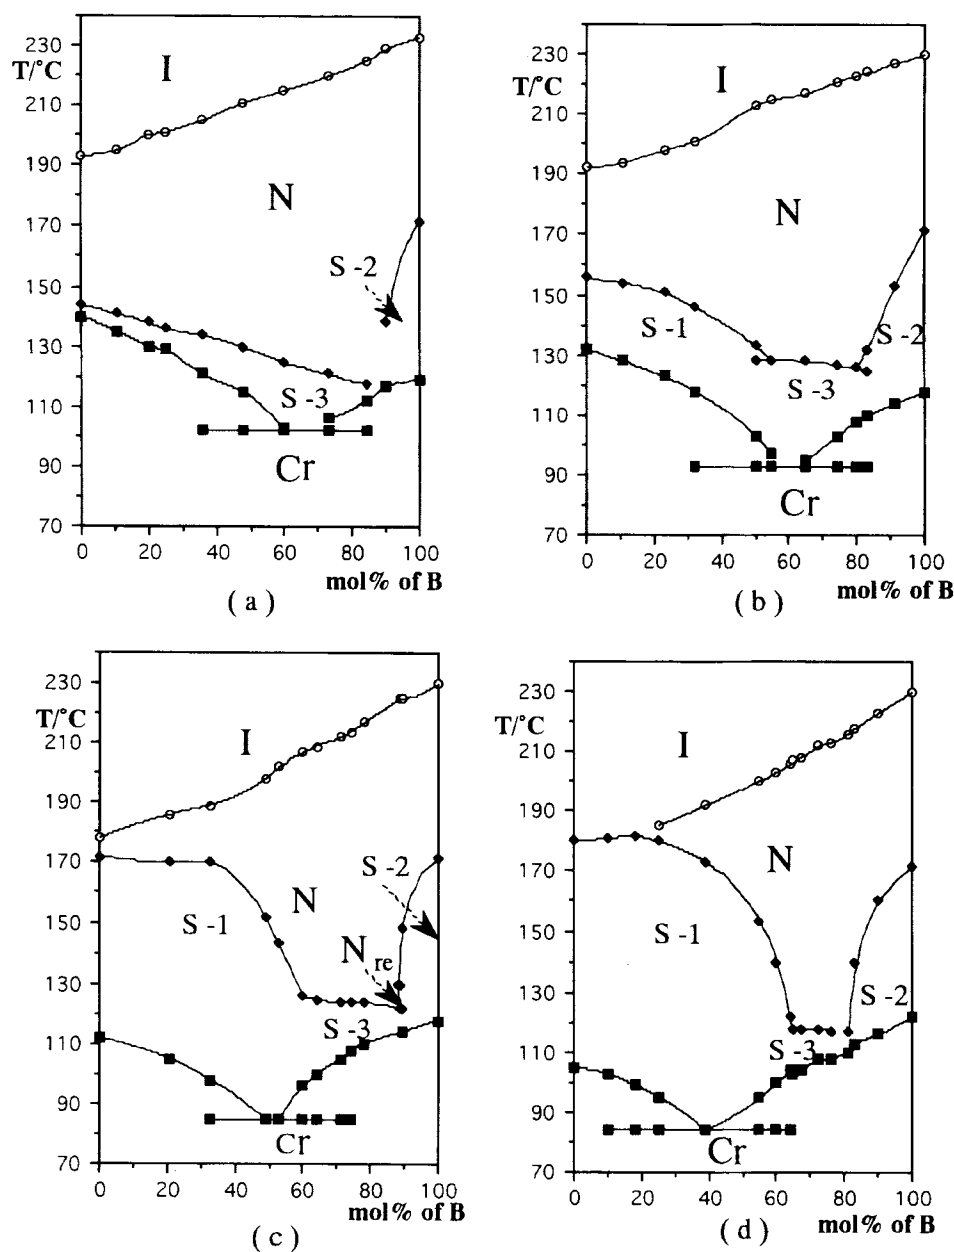 230
T/°C
210
190
170
150
130
110
90
70
I
N
S -2
S -3
Cr
0 20 40 60 80 100
mol% of B
( a )
230
T/°C
210
190
170
150
130
110
90
70
I
N
S -1
S -2
S -3
Cr
0 20 40 60 80 100
mol% of B
( b )
230
T/°C
210
190
170
150
130
110
90
70
I
S -2
N
S -1
N re
S -3
Cr
0 20 40 60 80 100
mol% of B
( c )
230
T/°C
210
190
170
150
130
110
90
70
I
N
S -1
S -2
S -3
Cr
0 20 40 60 80 100
mol% of B
( d )